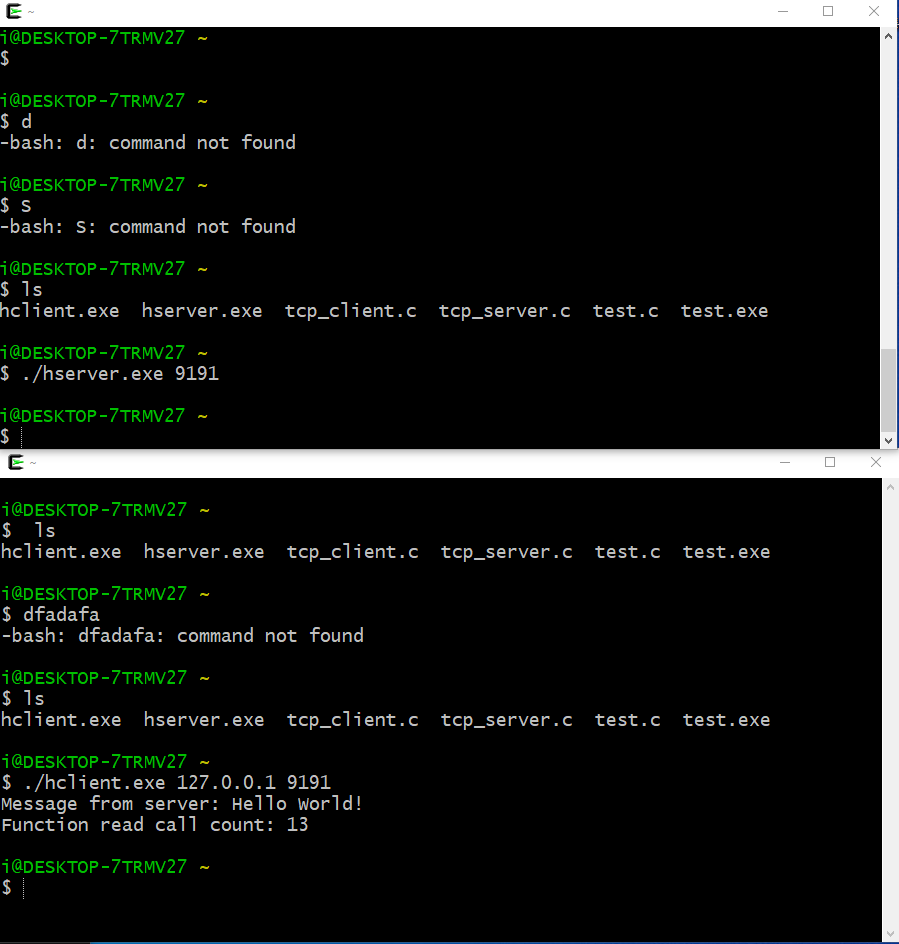 ~
i@DESKTOP-7TRMV27 ~
$
i@DESKTOP-7TRMV27 ~
$ d
-bash: d: command not found
i@DESKTOP-7TRMV27 ~
$ S
-bash: S: command not found
i@DESKTOP-7TRMV27 ~
$ ls
hclient.exe  hserver.exe  tcp_client.c  tcp_server.c  test.c  test.exe
i@DESKTOP-7TRMV27 ~
$ ./hserver.exe 9191
i@DESKTOP-7TRMV27 ~
$
~
i@DESKTOP-7TRMV27 ~
$  ls
hclient.exe  hserver.exe  tcp_client.c  tcp_server.c  test.c  test.exe
i@DESKTOP-7TRMV27 ~
$ dfadafa
-bash: dfadafa: command not found
i@DESKTOP-7TRMV27 ~
$ ls
hclient.exe  hserver.exe  tcp_client.c  tcp_server.c  test.c  test.exe
i@DESKTOP-7TRMV27 ~
$ ./hclient.exe 127.0.0.1 9191
Message from server: Hello World!
Function read call count: 13
i@DESKTOP-7TRMV27 ~
$